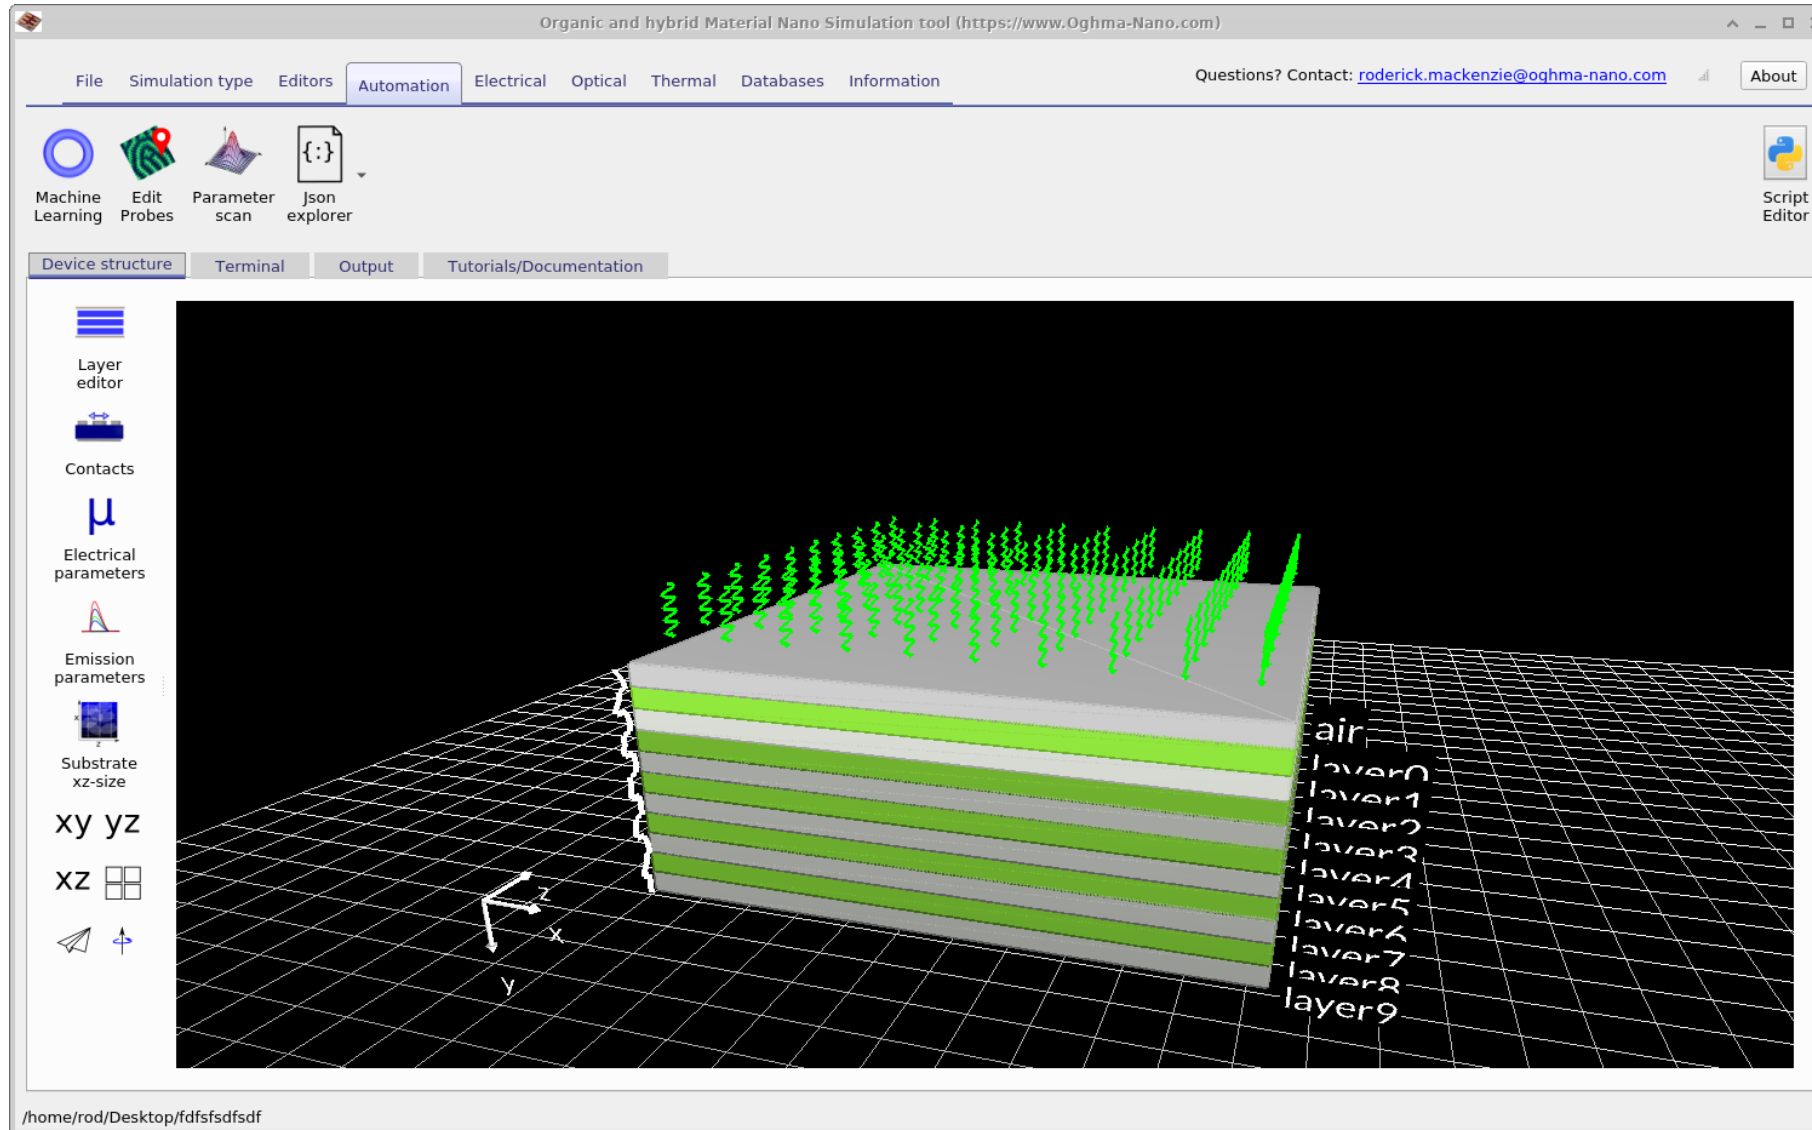 Organic and hybrid Material Nano Simulation tool (https://www.Oghma-Nano.com)
File Simulation type Editors Automation Electrical Optical Thermal Databases Information
Questions? Contact: roderick.mackenzie@oghma-nano.com About
Machine
Learning
Edit
Probes
Parameter
scan
Json
explorer
Script
Editor
Device structure Terminal Output Tutorials/Documentation
Layer
editor
Contacts
μ
Electrical
parameters
Emission
parameters
x
z
Substrate
xz-size
xy yz
xz
air
layer0
layer1
layer2
layer3
layer4
layer5
layer6
layer7
layer8
layer9
z
x
y
/home/rod/Desktop/fdfsfsdfsdf